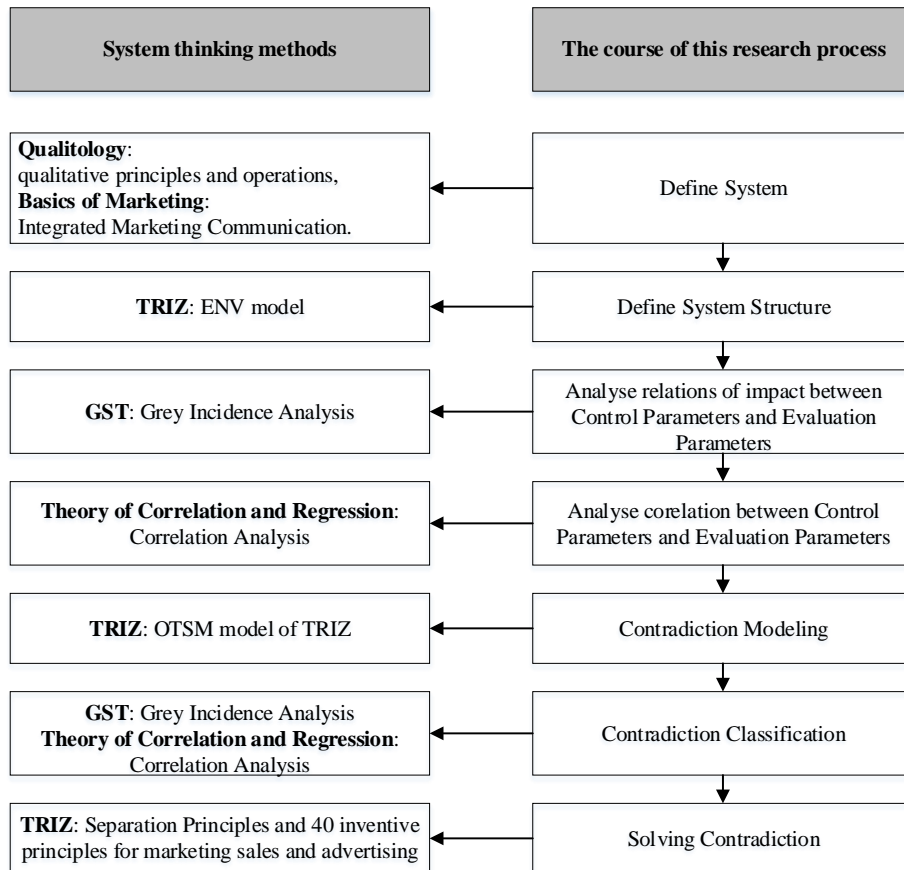 System thinking methods
The course of this research process
Qualitology:
qualitative principles and operations,
Basics of Marketing:
Integrated Marketing Communication.
Define System
TRIZ: ENV model
Define System Structure
GST: Grey Incidence Analysis
Analyse relations of impact between
Control Parameters and Evaluation
Parameters
Theory of Correlation and Regression:
Correlation Analysis
Analyse corelation between Control
Parameters and Evaluation Parameters
TRIZ: OTSM model of TRIZ
Contradiction Modeling
GST: Grey Incidence Analysis
Theory of Correlation and Regression:
Correlation Analysis
Contradiction Classification
TRIZ: Separation Principles and 40 inventive
principles for marketing sales and advertising
Solving Contradiction